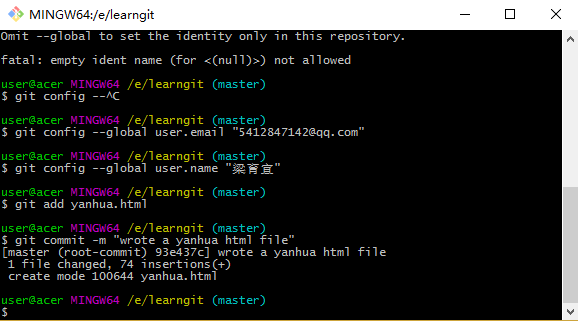 MINGW64:/e/learngit
Omit --global to set the identity only in this repository.
fatal: empty ident name (for <(null)>) not allowed
user@acer MINGW64 /e/learngit (master)
$ git config --^C
user@acer MINGW64 /e/learngit (master)
$ git config --global user.email "5412847142@qq.com"
user@acer MINGW64 /e/learngit (master)
$ git config --global user.name "梁育宣"
user@acer MINGW64 /e/learngit (master)
$ git add yanhua.html
user@acer MINGW64 /e/learngit (master)
$ git commit -m "wrote a yanhua html file"
[master (root-commit) 93e437c] wrote a yanhua html file
1 file changed, 74 insertions(+)
create mode 100644 yanhua.html
user@acer MINGW64 /e/learngit (master)
$